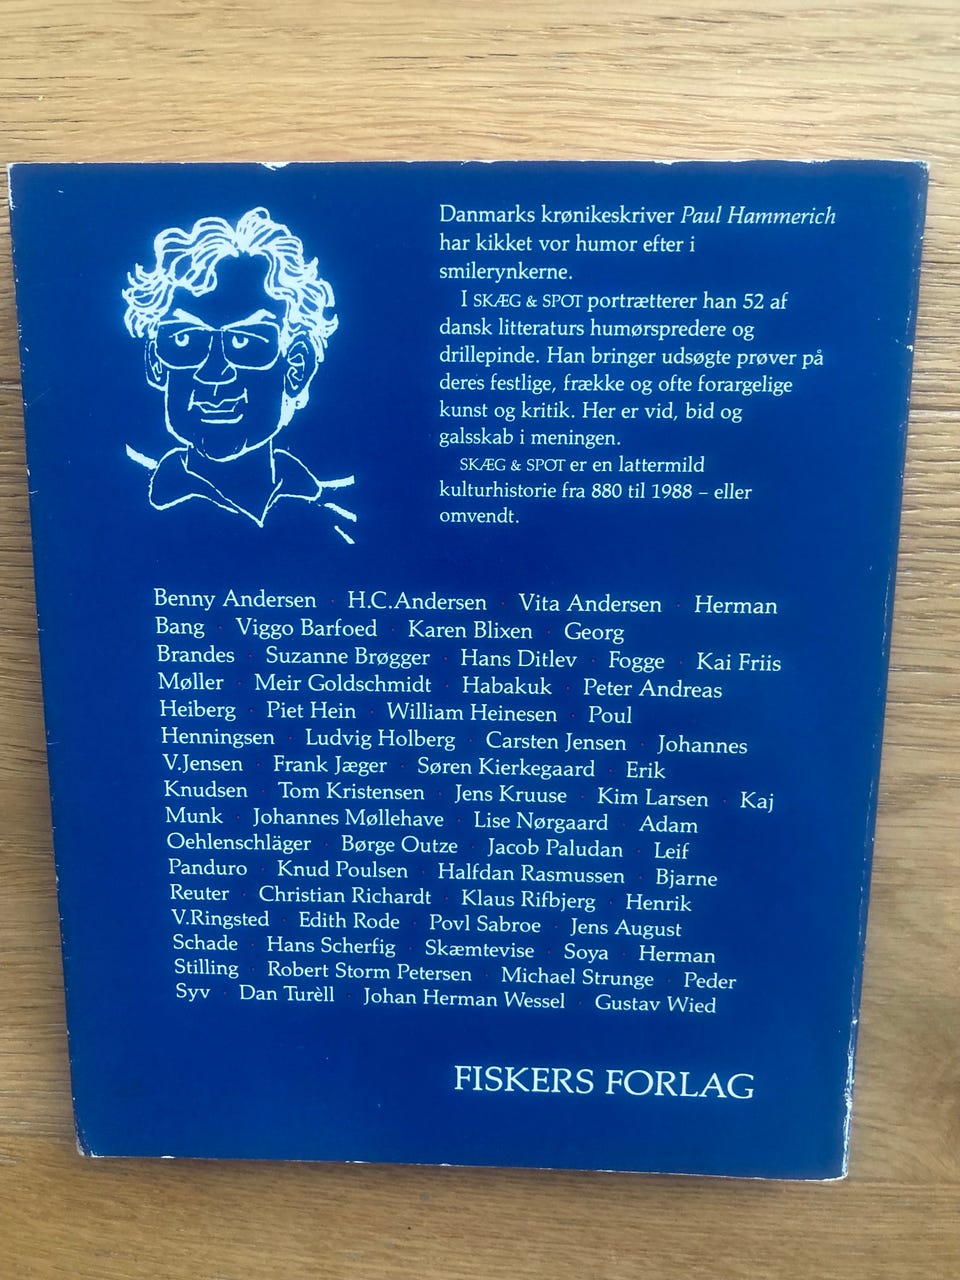 Danmarks krønikeskriver Paul Hammerich
har kikket vor humor efter i
smilerynkerne.
I SKÆG & SPOT portrætterer han 52 af
dansk litteraturs humørspredere og
drillepinde. Han bringer udsøgte prøver på
deres festlige, frække og ofte forargelige
kunst og kritik. Her er vid, bid og
galsskab i meningen.
SKÆG & SPOT er en lattermild
kulturhistorie fra 880 til 1988 – eller
omvendt.
Benny Andersen · H.C.Andersen · Vita Andersen · Herman
Bang · Viggo Barfoed · Karen Blixen · Georg
Brandes · Suzanne Brøgger · Hans Ditlev · Fogge · Kai Friis
Møller · Meir Goldschmidt · Habakuk · Peter Andreas
Heiberg · Piet Hein · William Heinesen · Poul
Henningsen · Ludvig Holberg · Carsten Jensen · Johannes
V.Jensen · Frank Jæger · Søren Kierkegaard · Erik
Knudsen · Tom Kristensen · Jens Kruuse · Kim Larsen · Kaj
Munk · Johannes Møllehave · Lise Nørgaard · Adam
Oehlenschläger · Børge Outze · Jacob Paludan · Leif
Panduro · Knud Poulsen · Halfdan Rasmussen · Bjarne
Reuter · Christian Richardt · Klaus Rifbjerg · Henrik
V.Ringsted · Edith Rode · Povl Sabroe · Jens August
Schade · Hans Scherfig · Skæmtevise · Soya · Herman
Stilling · Robert Storm Petersen · Michael Strunge · Peder
Syv · Dan Turèll · Johan Herman Wessel · Gustav Wied
FISKERS FORLAG